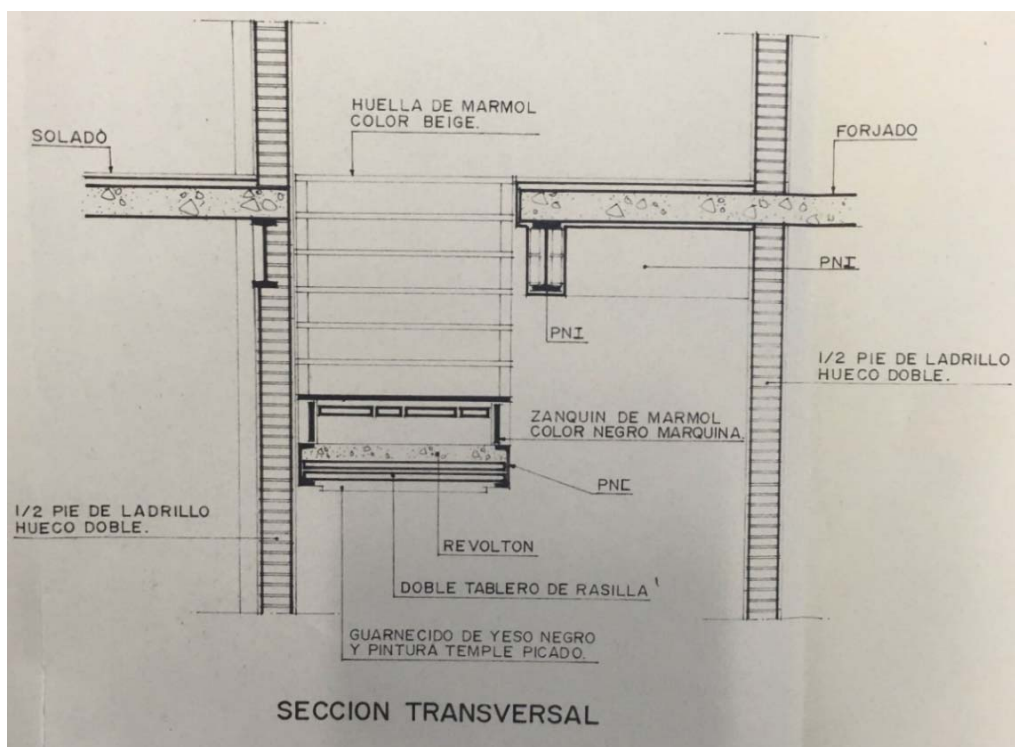 HUELLA DE MARMOL
COLOR BEIGE.
SOLADO
FORJADO
PNI
PNI
1/2 PIE DE LADRILLO
HUECO DOBLE.
ZANQUIN DE MARMOL
COLOR NEGRO MARQUINA.
PNC
1/2 PIE DE LADRILLO
HUECO DOBLE.
REVOLTON
DOBLE TABLERO DE RASILLA
GUARNECIDO DE YESO NEGRO
Y PINTURA TEMPLE PICADO.
SECCION TRANSVERSAL